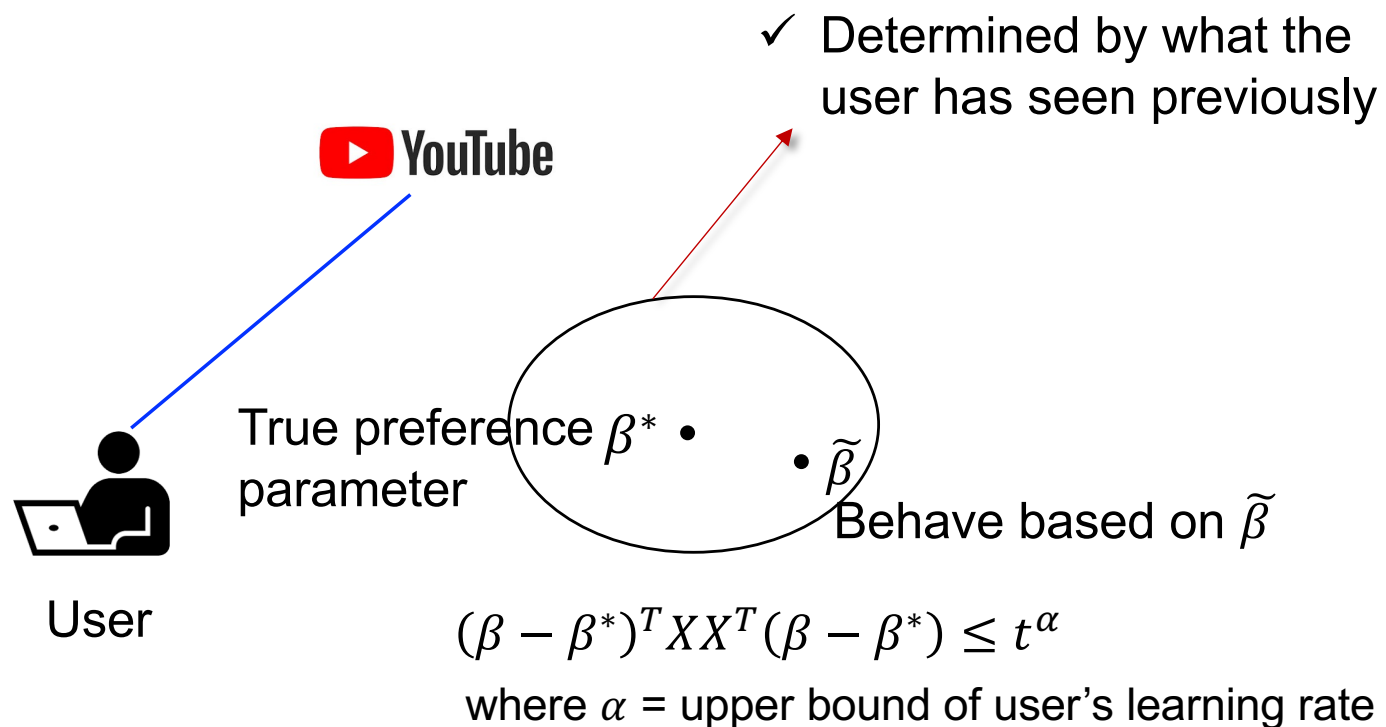 ✓ Determined by what the
user has seen previously
YouTube
True preference β* •
parameter
• β̃
Behave based on β̃
User
(β − β*)ᵀXXᵀ(β − β*) ≤ tᵅ
where α = upper bound of user’s learning rate